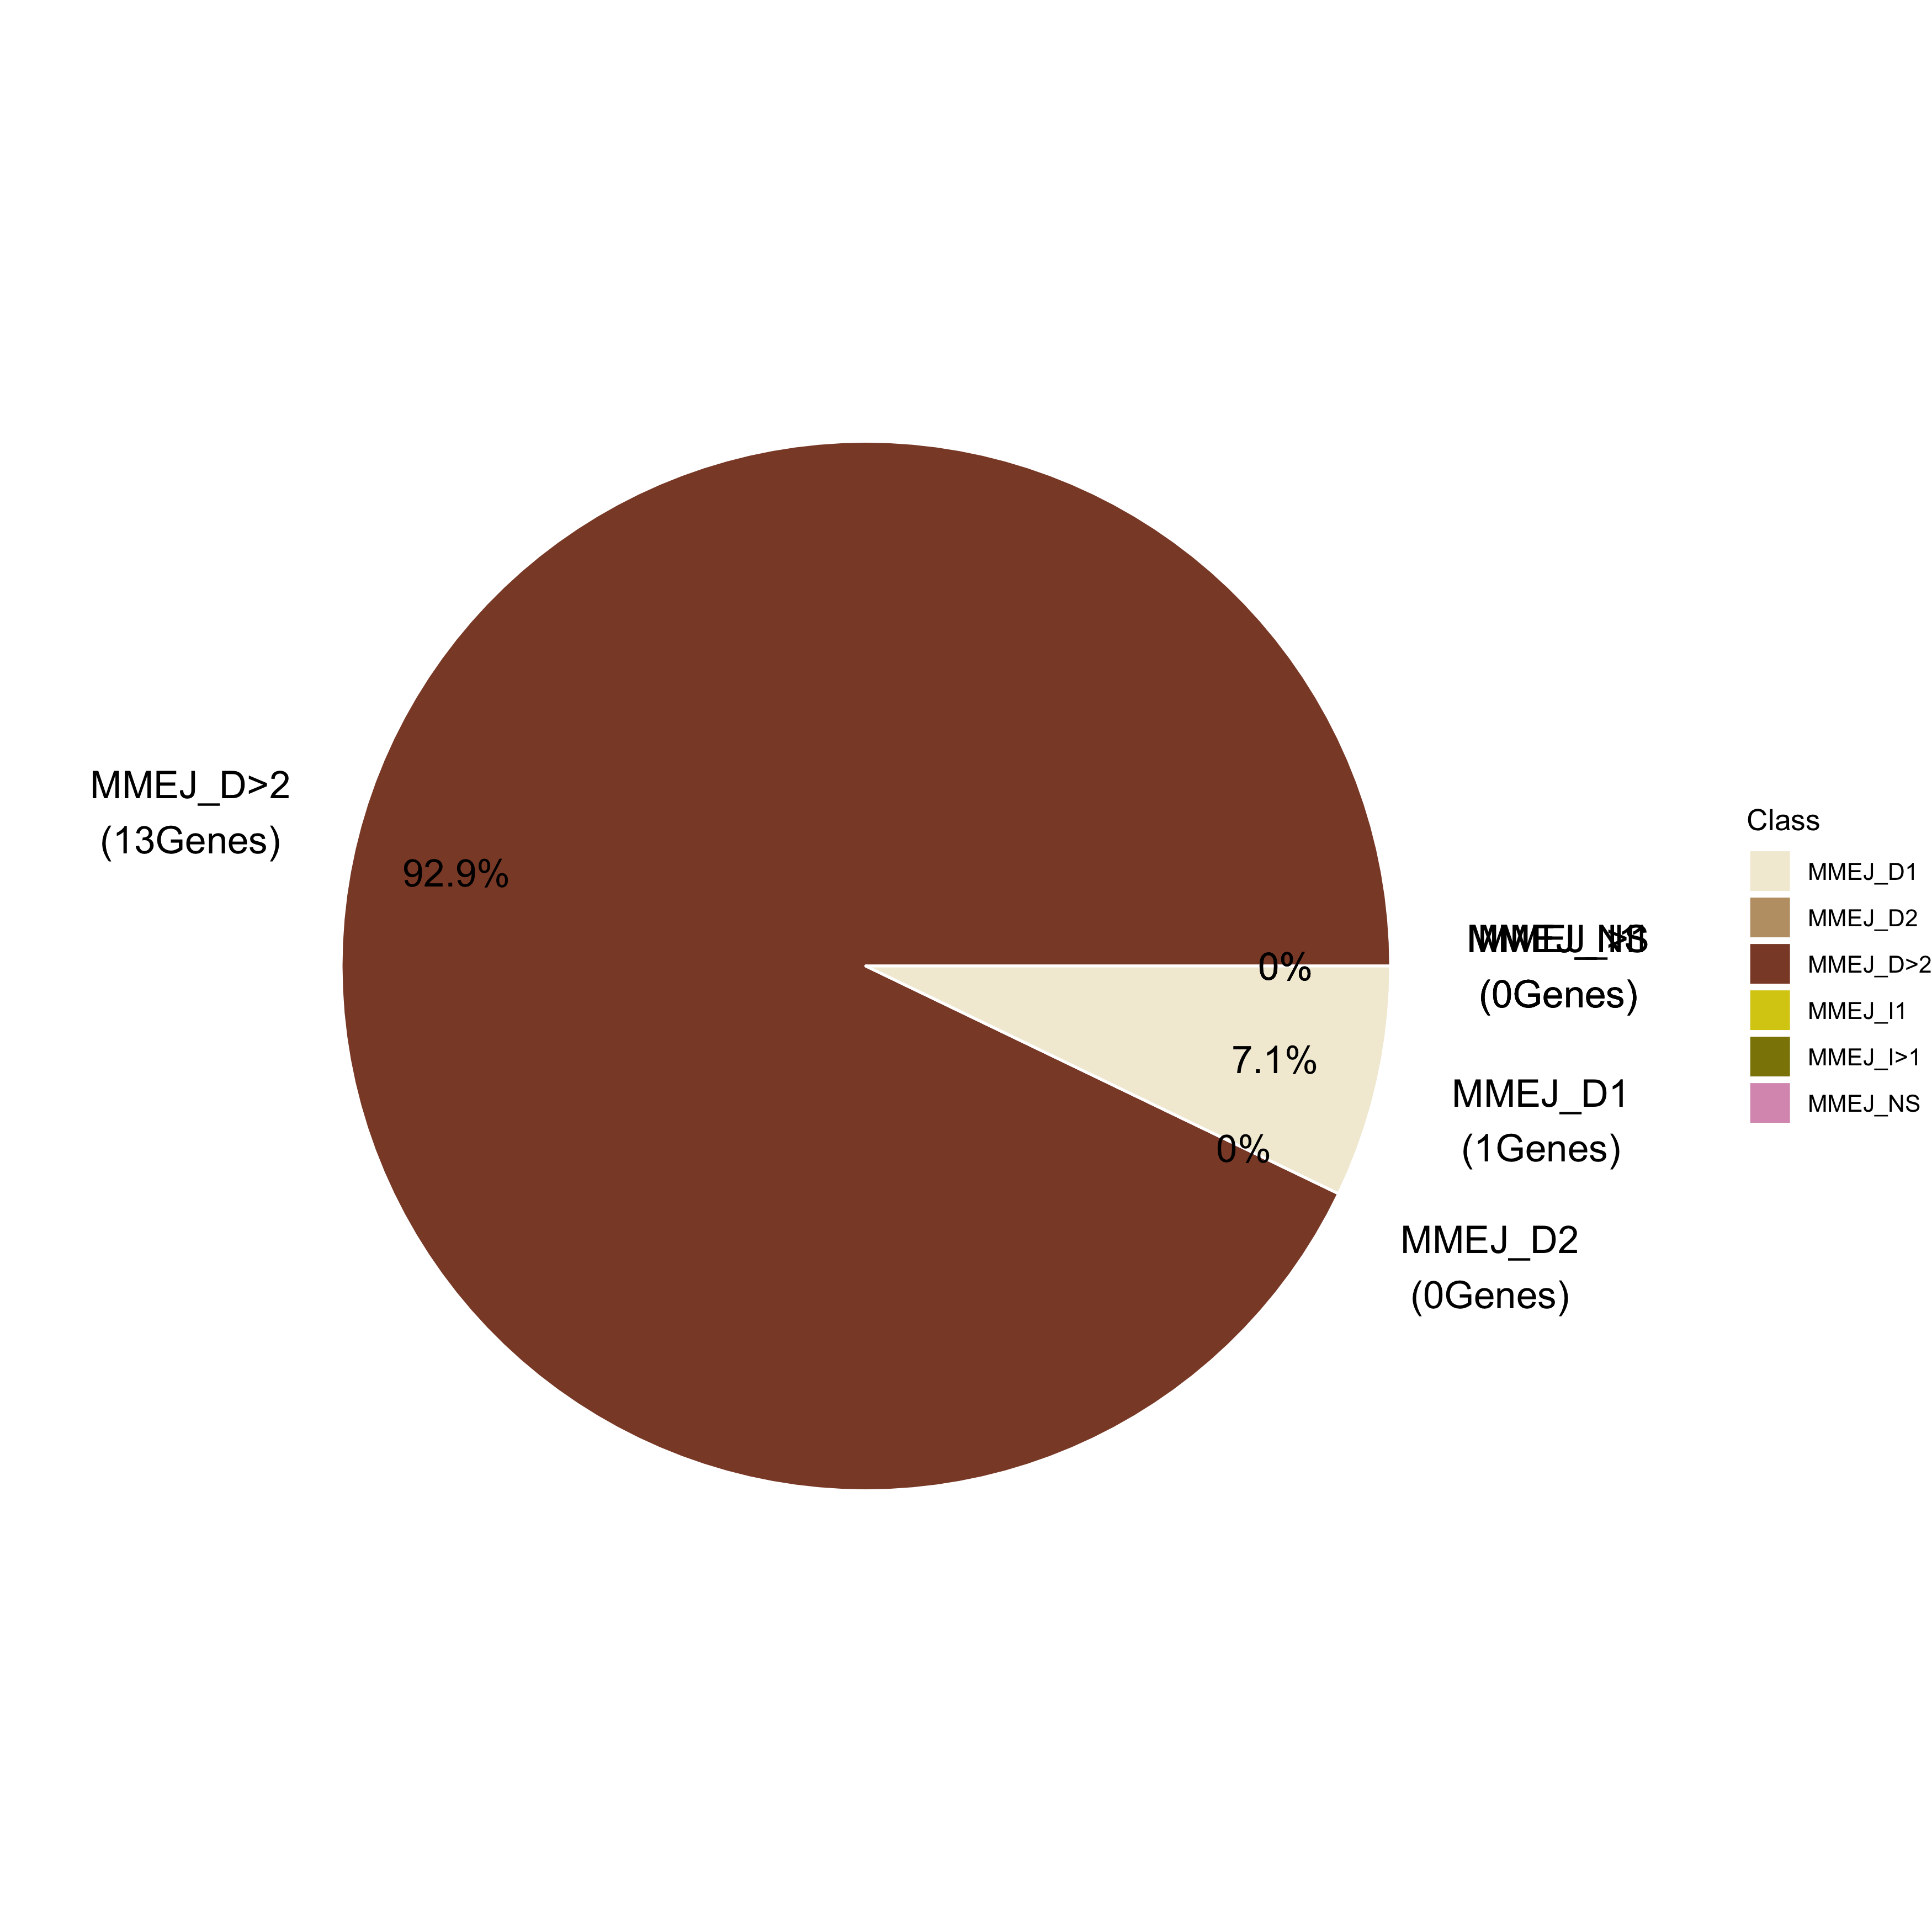 MMEJ_D>2
(13Genes)
92.9%
0%
(0Genes)
7.1%
MMEJ_D1
(1Genes)
0%
MMEJ_D2
(0Genes)
Class
MMEJ_D1
MMEJ_D2
MMEJ_D>2
MMEJ_I1
MMEJ_I>1
MMEJ_NS